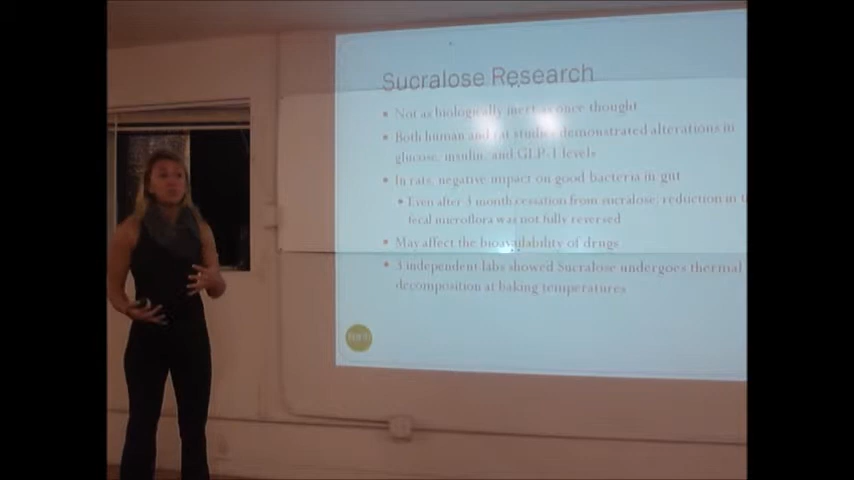 Sucralose Research
Not as biologically inert as once thought
Both human and rat studies demonstrated alterations in
glucose, insulin, and GLP-1 levels
In rats, negative impact on good bacteria in gut
Even after 3 month cessation from sucralose, reduction in
fecal microflora was not fully reversed
May affect the bioavailability of drugs
3 independent labs showed Sucralose undergoes thermal
decomposition at baking temperatures